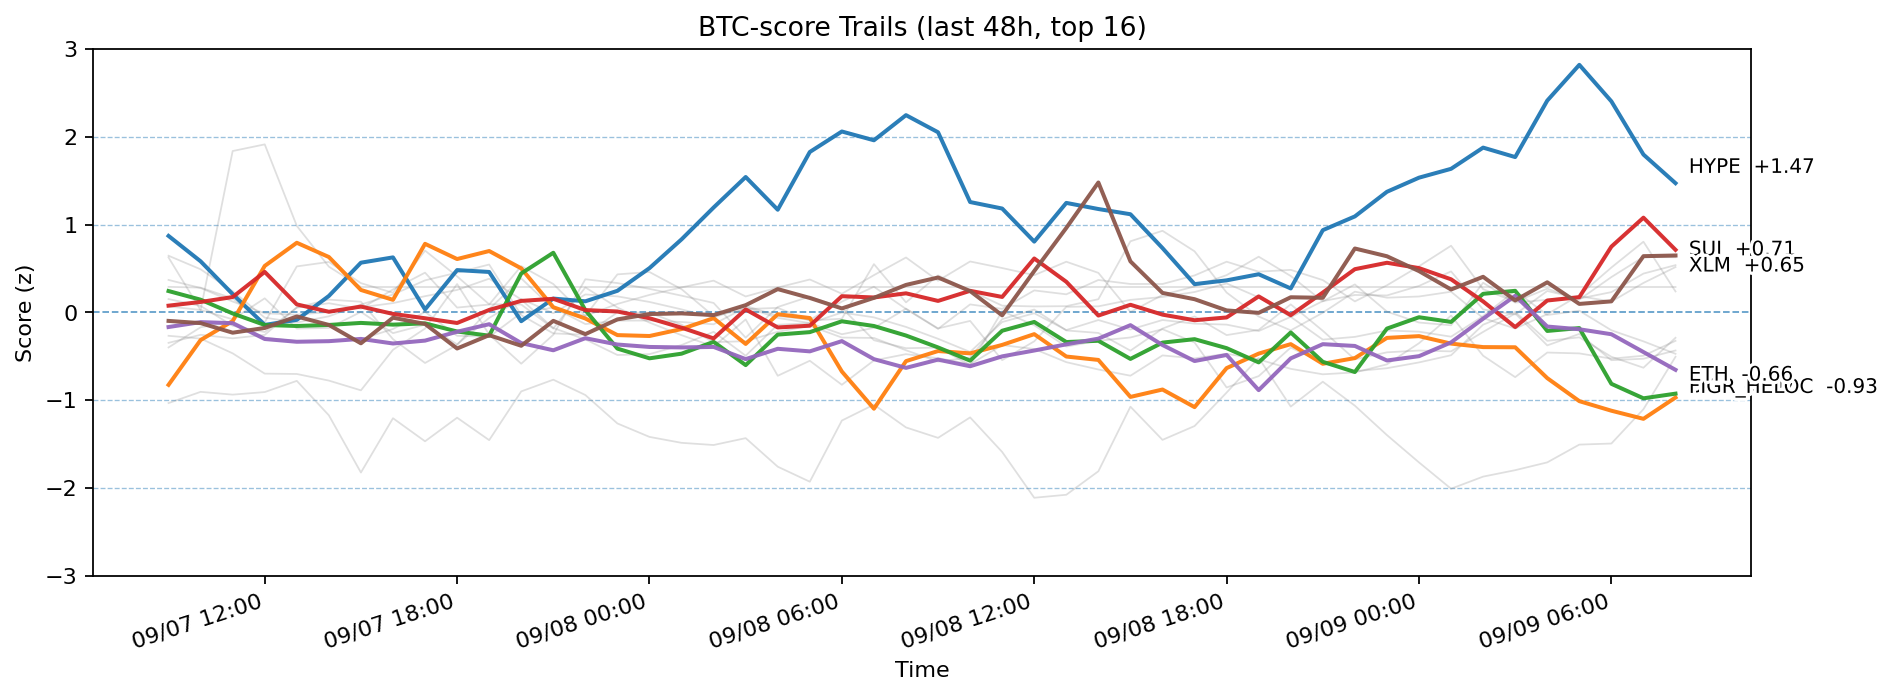 BTC-score Trails (last 48h, top 16)
Score (z)
3
2
1
0
−1
−2
−3
HYPE +1.47
SUI +0.71
XLM +0.65
ETH -0.66
-0.93
09/07 12:00
09/07 18:00
09/08 00:00
09/08 06:00
09/08 12:00
09/08 18:00
09/09 00:00
09/09 06:00
Time